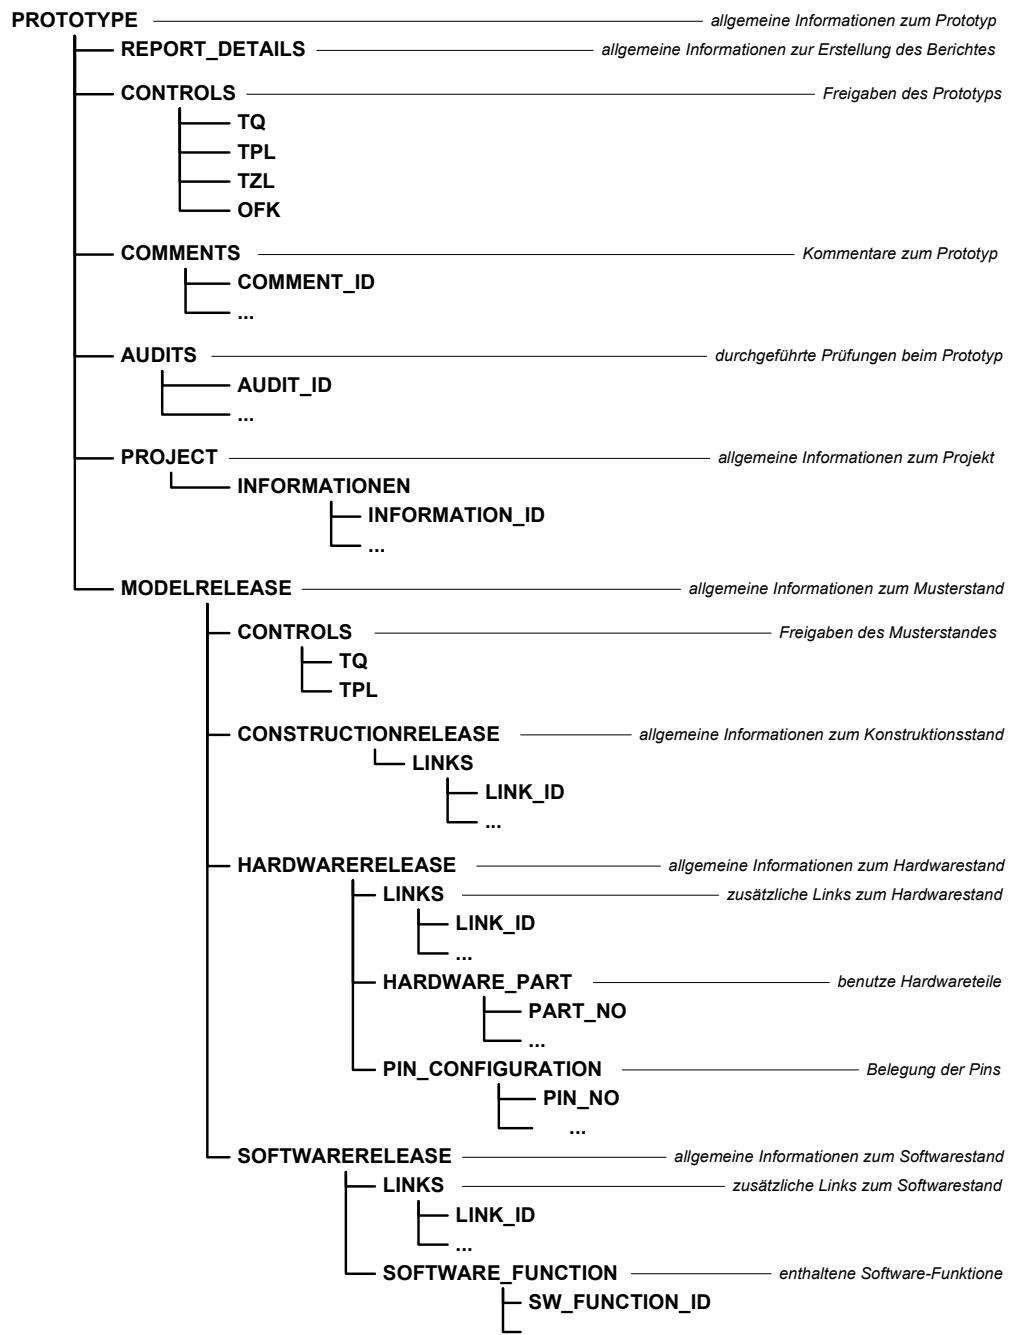 PROTOTYPE allgemeine Informationen zum Prototyp
REPORT_DETAILS allgemeine Informationen zur Erstellung des Berichtes
CONTROLS Freigaben des Prototyps
TQ
TPL
TZL
OFK
COMMENTS Kommentare zum Prototyp
COMMENT_ID
...
AUDITS durchgeführte Prüfungen beim Prototyp
AUDIT_ID
...
PROJECT allgemeine Informationen zum Projekt
INFORMATIONEN
INFORMATION_ID
...
MODELRELEASE allgemeine Informationen zum Musterstand
CONTROLS Freigaben des Musterstandes
TQ
TPL
CONSTRUCTIONRELEASE allgemeine Informationen zum Konstruktionsstand
LINKS
LINK_ID
...
HARDWARERELEASE allgemeine Informationen zum Hardwarestand
LINKS zusätzliche Links zum Hardwarestand
LINK_ID
...
HARDWARE_PART benutze Hardwareteile
PART_NO
...
PIN_CONFIGURATION Belegung der Pins
PIN_NO
...
SOFTWARERELEASE allgemeine Informationen zum Softwarestand
LINKS zusätzliche Links zum Softwarestand
LINK_ID
...
SOFTWARE_FUNCTION enthaltene Software-Funktione
SW_FUNCTION_ID